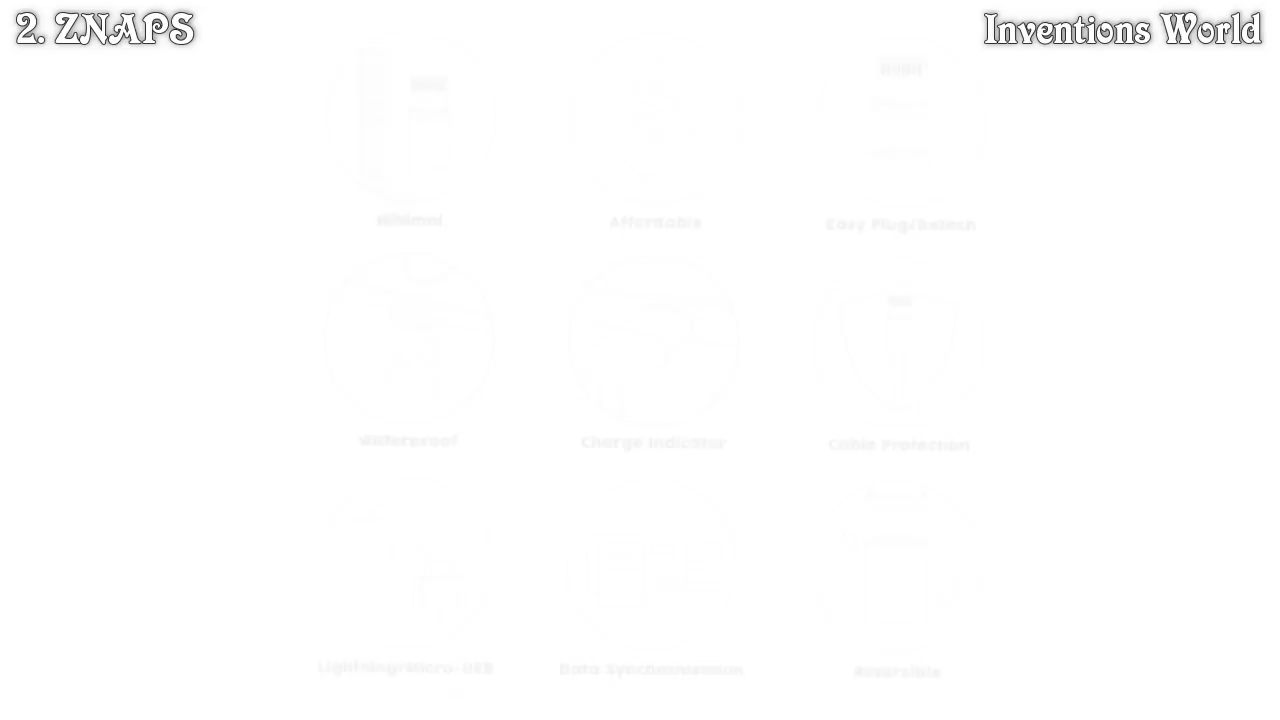 2. ZNAPS
Inventions World
Minimal
Affordable
Easy Plug/Detach
Waterproof
Charge Indicator
Cable Protection
Lightning/Micro-USB
Data Synchronization
Reversible